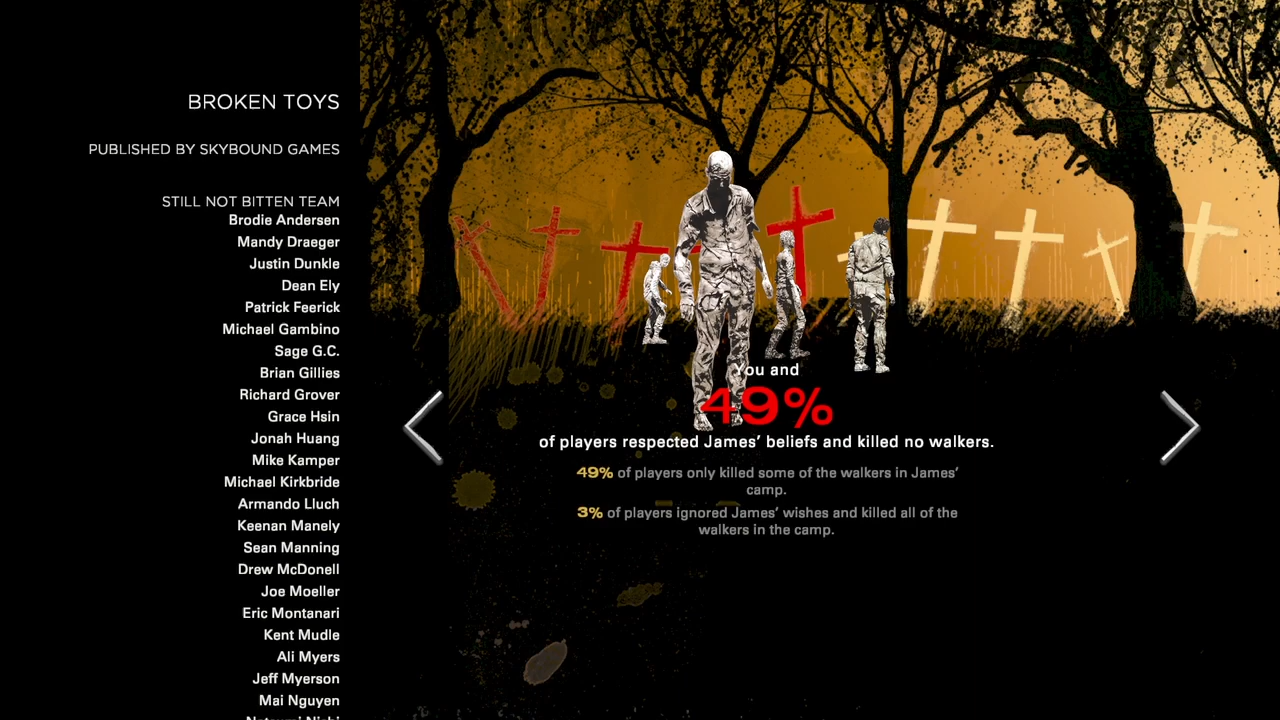 BROKEN TOYS
PUBLISHED BY SKYBOUND GAMES
STILL NOT BITTEN TEAM
Brodie Andersen
Mandy Draeger
Justin Dunkle
Dean Ely
Patrick Feerick
Michael Gambino
Sage G.C.
Brian Gillies
Richard Grover
Grace Hsin
Jonah Huang
Mike Kamper
Michael Kirkbride
Armando Lluch
Keenan Manely
Sean Manning
Drew McDonell
Joe Moeller
Eric Montanari
Kent Mudle
Ali Myers
Jeff Myerson
Mai Nguyen
You and
49%
of players respected James' beliefs and killed no walkers.
49% of players only killed some of the walkers in James'
camp.
3% of players ignored James' wishes and killed all of the
walkers in the camp.